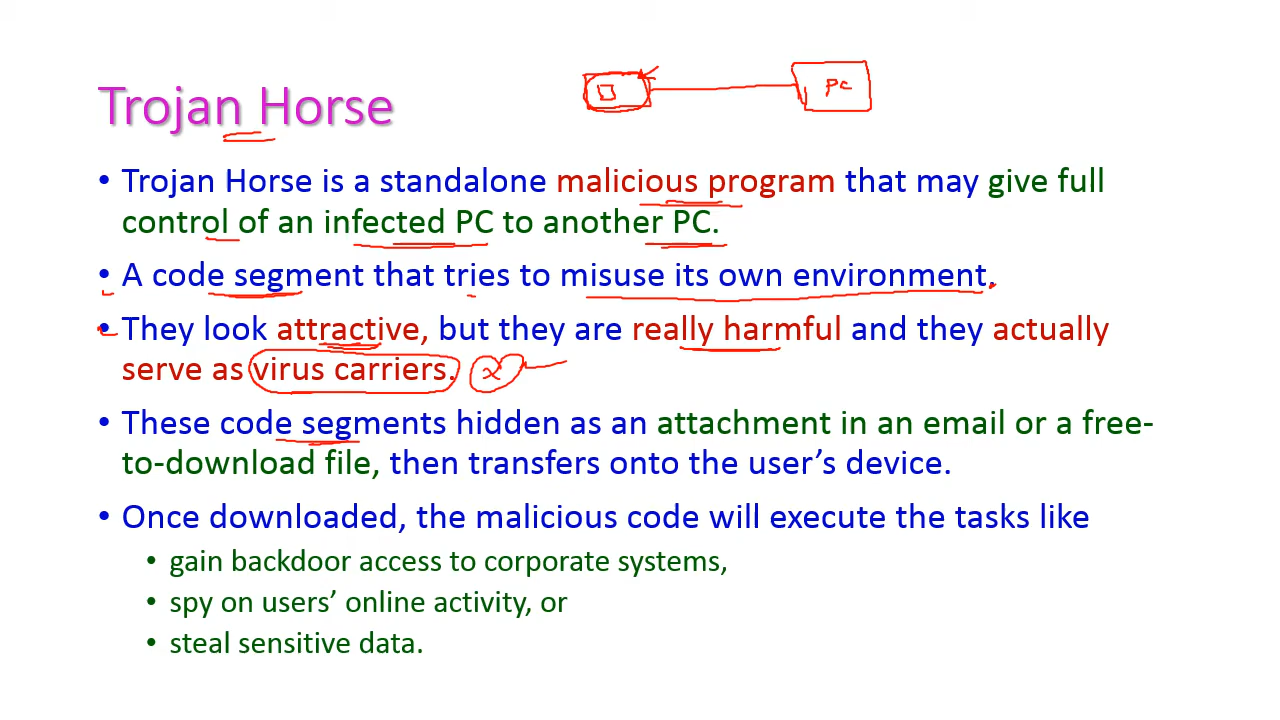 PC
Trojan Horse
• Trojan Horse is a standalone malicious program that may give full
control of an infected PC to another PC.
• A code segment that tries to misuse its own environment.
• They look attractive, but they are really harmful and they actually
serve as virus carriers.
• These code segments hidden as an attachment in an email or a free-
to-download file, then transfers onto the user's device.
• Once downloaded, the malicious code will execute the tasks like
• gain backdoor access to corporate systems,
• spy on users' online activity, or
• steal sensitive data.